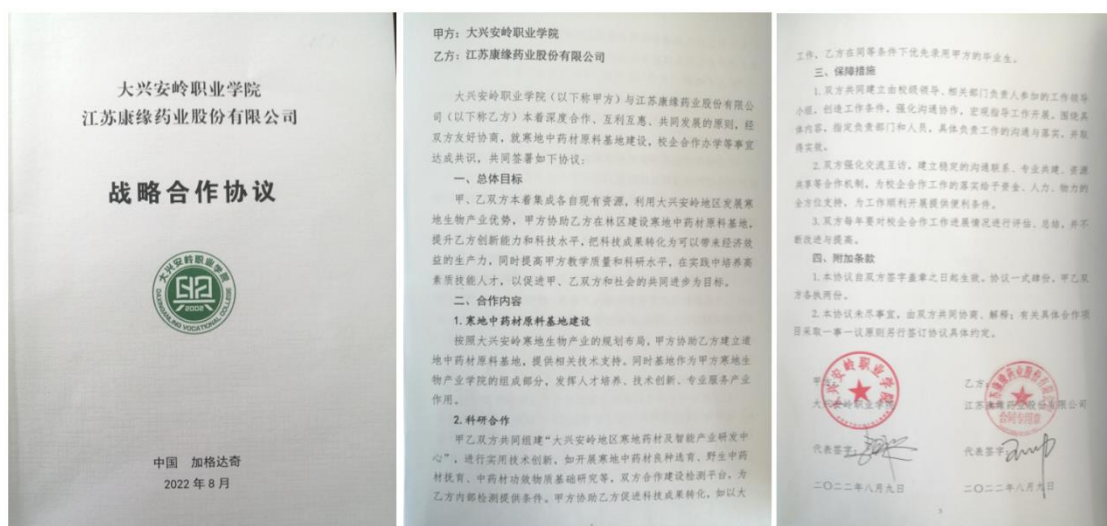 大兴安岭职业学院
江苏康缘药业股份有限公司
战略合作协议
大兴安岭职业学院
职业
2002
DAXINGANLING VOCATIONAL COLLEGE
中国 加格达奇
2022年8月
甲方：大兴安岭职业学院
乙方：江苏康缘药业股份有限公司
大兴安岭职业学院（以下称甲方）与江苏康缘药业股份有限公
司（以下称乙方）本着深度合作、互利互惠、共同发展的原则，经
双方友好协商，就寒地中药材原料基地建设，校企合作办学等事宜
达成共识，共同签署如下协议：
一、总体目标
甲、乙双方本着集成各自现有资源，利用大兴安岭地区发展寒
地生物产业优势，甲方协助乙方在林区建设寒地中药材原料基地，
提升乙方创新能力和科技水平，把科技成果转化为可以带来经济效
益的生产力，同时提高甲方教学质量和科研水平，在实践中培养高
素质技能人才，以促进甲、乙双方和社会的共同进步为目标。
二、合作内容
1.寒地中药材原料基地建设
按照大兴安岭寒地生物产业的规划布局，甲方协助乙方建立道
地中药材原料基地，提供相关技术支持。同时基地作为甲方寒地生
物产业学院的组成部分，发挥人才培养、技术创新、专业服务产业
作用。
2.科研合作
甲乙双方共同组建“大兴安岭地区寒地药材及智能产业研发中
心”，进行实用技术创新，如开展寒地中药材良种选育、野生中药
材抚育、中药材功效物质基础研究等，双方合作建设检测平台，为
乙方内部检测提供条件。甲方协助乙方促进科技成果转化，如以大
工作，乙方在同等条件下优先录用甲方的毕业生。
三、保障措施
1.双方共同建立由校级领导、相关部门负责人参加的工作领导
小组，创造工作条件，强化沟通协作，宏观指导工作开展，围绕具
体内容，指定负责部门和人员，具体负责工作的沟通与落实，并取
得实效。
2.双方强化交流互访，建立稳定的沟通联系、专业共建、资源
共享等合作机制，为校企合作工作的落实给予资金、人力、物力的
全方位支持，为工作顺利开展提供便利条件。
3.双方每年要对校企合作工作进展情况进行评估、总结，并不
断改进与提高。
四、附加条款
1.本协议自双方签字盖章之日起生效。协议一式肆份，甲乙双
方各执两份。
2.本协议未尽事宜，由双方共同协商、解释；有关具体合作项
目采取一事一议原则另行签订协议具体约定。
甲方： 乙方：
大兴安岭职业学院 江苏康缘药业股份有限公司
合同专用章
代表签字： 代表签字：
二〇二二年八月九日 二〇二二年八月九日